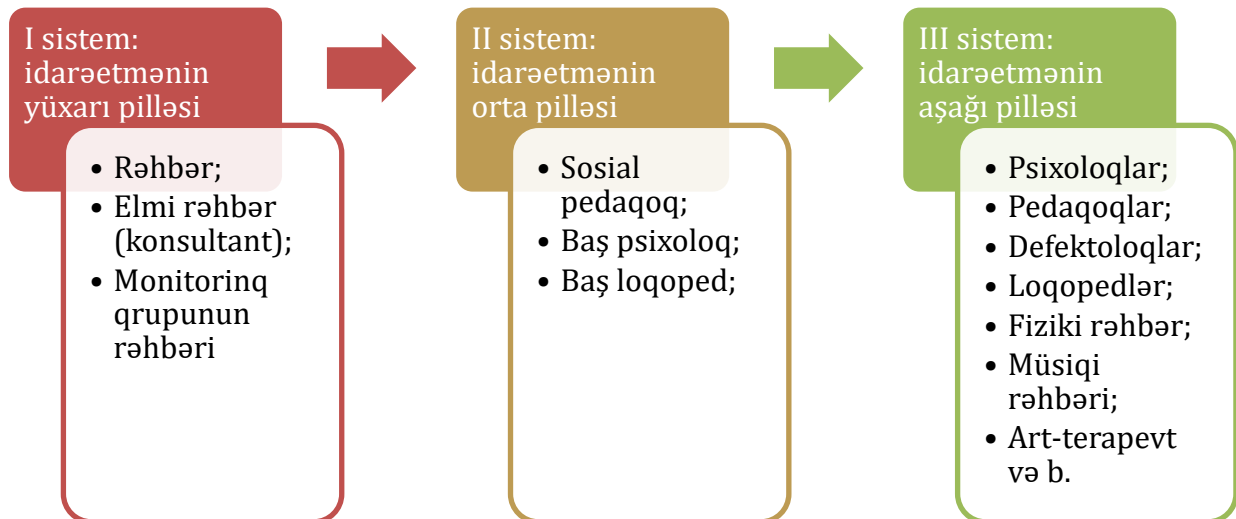 I sistem:
idarəetmənin
yüxarı pilləsi
• Rəhbər;
• Elmi rəhbər
(konsultant);
• Monitorinq
qrupunun
rəhbəri
II sistem:
idarəetmənin
orta pilləsi
• Sosial
pedaqoq;
• Baş psixoloq;
• Baş loqoped;
III sistem:
idarəetmənin
aşağı pilləsi
• Psixoloqlar;
• Pedaqoqlar;
• Defektoloqlar;
• Loqopedlər;
• Fiziki rəhbər;
• Müsiqi
rəhbəri;
• Art-terapevt
və b.